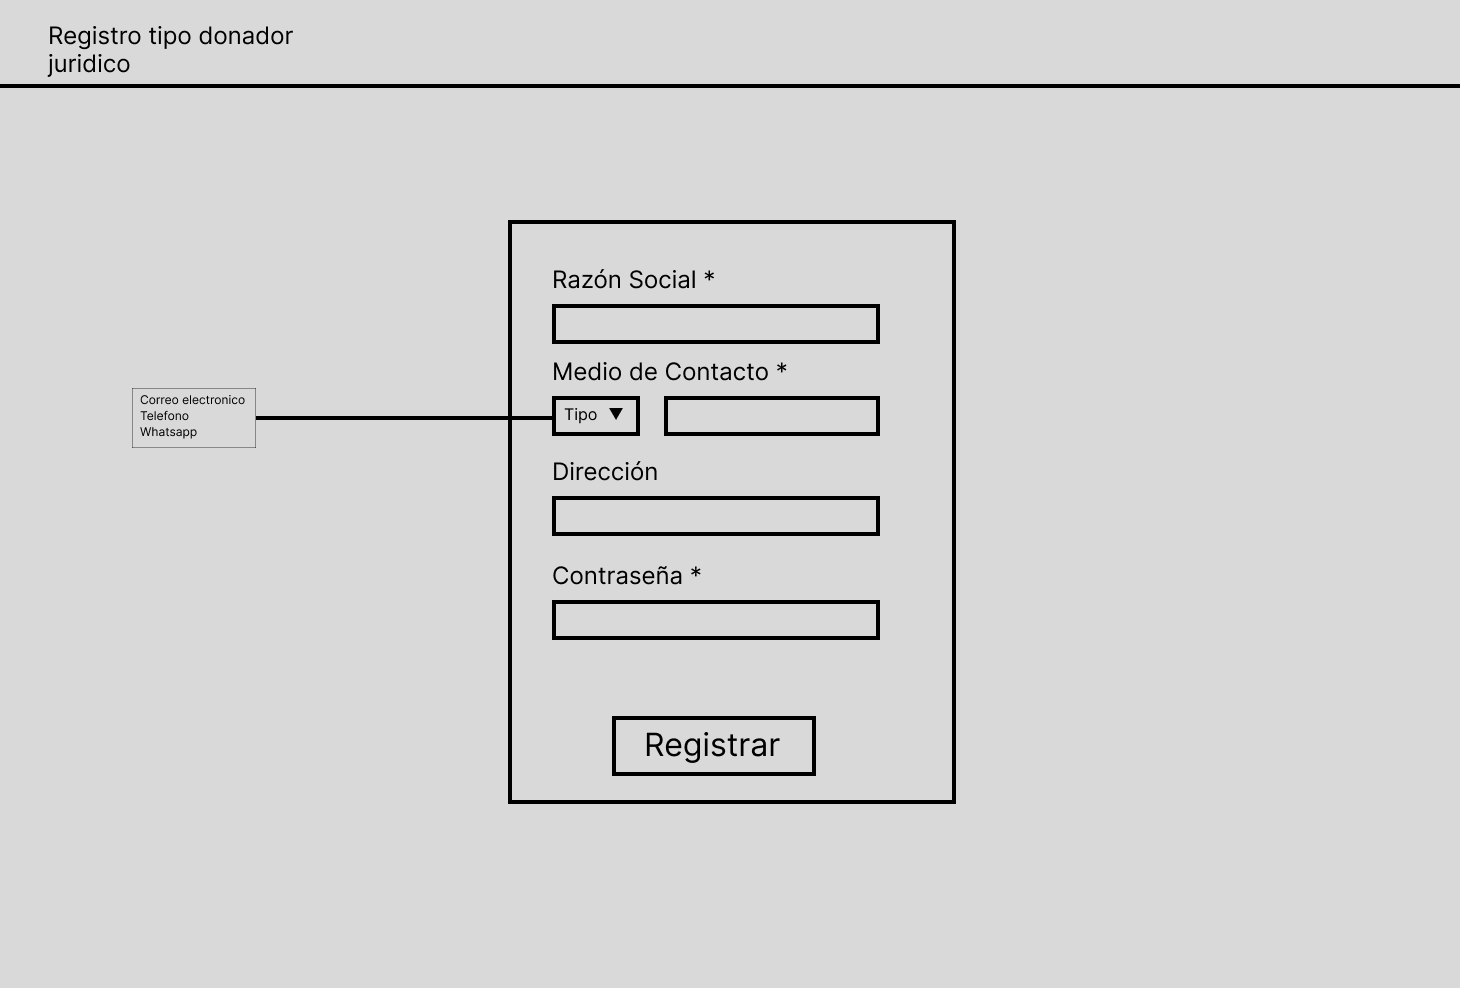 Registro tipo donador
juridico
Razón Social *
Medio de Contacto *
Correo electronico
Telefono
Whatsapp
Tipo ▼
Dirección
Contraseña *
Registrar